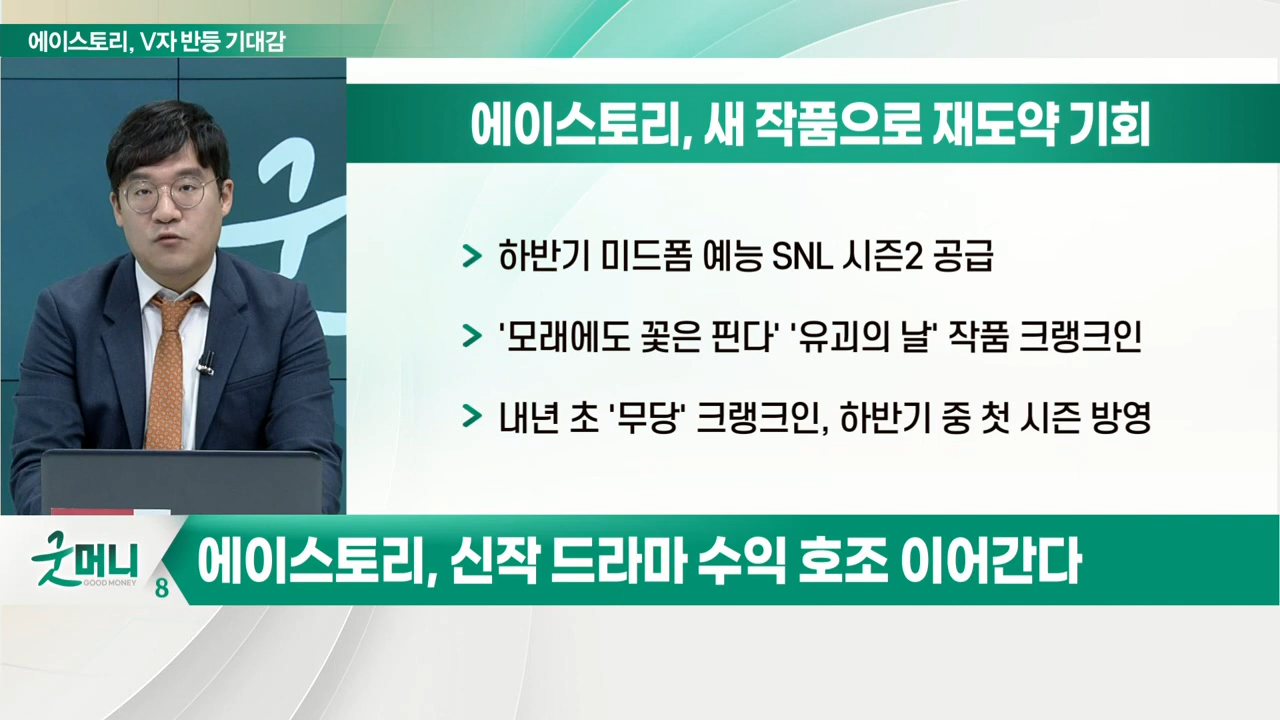 에이스토리, V자 반등 기대감
에이스토리, 새 작품으로 재도약 기회
> 하반기 미드폼 예능 SNL 시즌2 공급
> '모래에도 꽃은 핀다' '유괴의 날' 작품 크랭크인
> 내년 초 '무당' 크랭크인, 하반기 중 첫 시즌 방영
굿머니
GOOD MONEY
8
에이스토리, 신작 드라마 수익 호조 이어간다